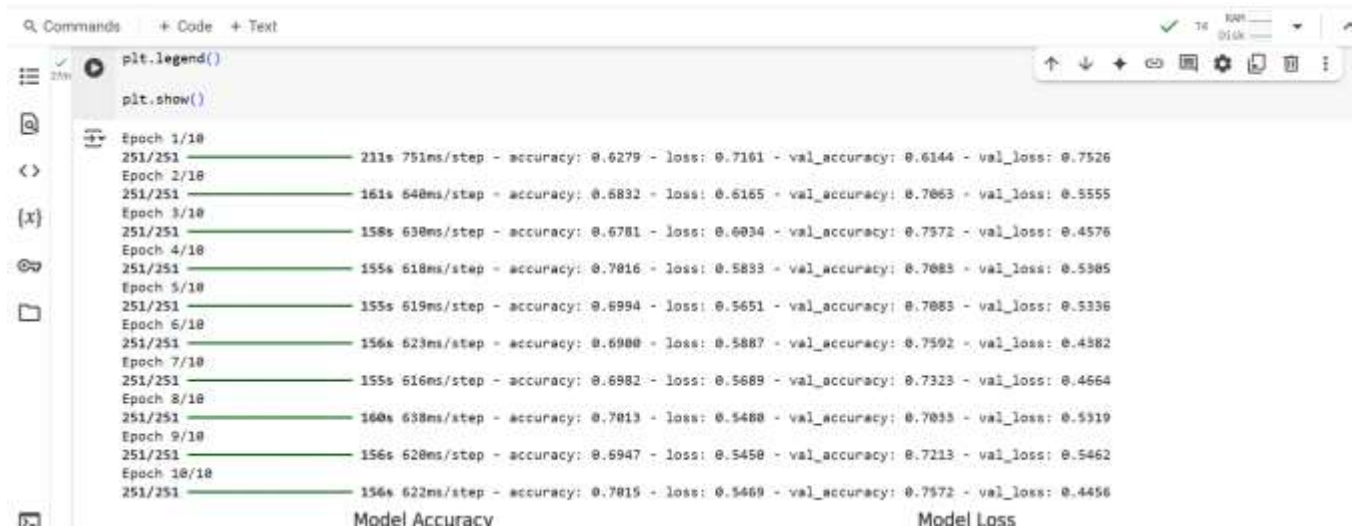 Commands + Code + Text
RAM
Disk
plt.legend()
plt.show()
Epoch 1/10
251/251 211s 751ms/step - accuracy: 0.6279 - loss: 0.7161 - val_accuracy: 0.6144 - val_loss: 0.7526
Epoch 2/10
251/251 161s 640ms/step - accuracy: 0.6832 - loss: 0.6165 - val_accuracy: 0.7063 - val_loss: 0.5555
Epoch 3/10
251/251 158s 630ms/step - accuracy: 0.6781 - loss: 0.6034 - val_accuracy: 0.7572 - val_loss: 0.4576
Epoch 4/10
251/251 155s 618ms/step - accuracy: 0.7016 - loss: 0.5833 - val_accuracy: 0.7083 - val_loss: 0.5305
Epoch 5/10
251/251 155s 619ms/step - accuracy: 0.6994 - loss: 0.5651 - val_accuracy: 0.7083 - val_loss: 0.5336
Epoch 6/10
251/251 156s 623ms/step - accuracy: 0.6900 - loss: 0.5887 - val_accuracy: 0.7592 - val_loss: 0.4382
Epoch 7/10
251/251 155s 616ms/step - accuracy: 0.6982 - loss: 0.5689 - val_accuracy: 0.7323 - val_loss: 0.4664
Epoch 8/10
251/251 160s 638ms/step - accuracy: 0.7013 - loss: 0.5480 - val_accuracy: 0.7033 - val_loss: 0.5319
Epoch 9/10
251/251 156s 620ms/step - accuracy: 0.6947 - loss: 0.5450 - val_accuracy: 0.7213 - val_loss: 0.5462
Epoch 10/10
251/251 156s 622ms/step - accuracy: 0.7015 - loss: 0.5469 - val_accuracy: 0.7572 - val_loss: 0.4456
Model Accuracy Model Loss